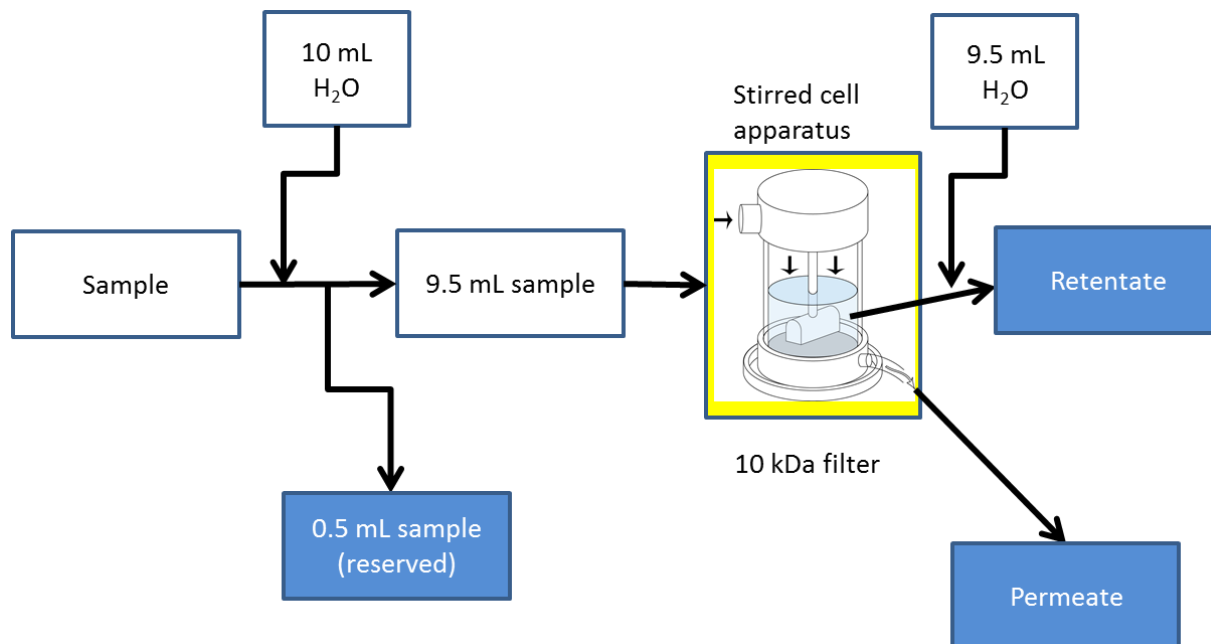 10 mL
H₂O
9.5 mL
H₂O
Stirred cell
apparatus
Sample
9.5 mL sample
Retentate
10 kDa filter
0.5 mL sample
(reserved)
Permeate